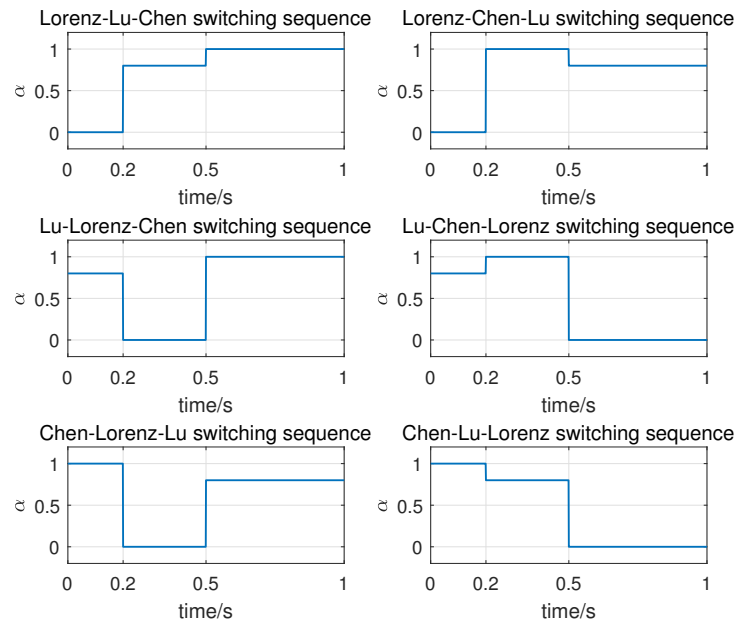 Lorenz-Lu-Chen switching sequence
1
0.5
0
α
0 0.2 0.5 1
time/s
Lorenz-Chen-Lu switching sequence
1
0.5
0
α
0 0.2 0.5 1
time/s
Lu-Lorenz-Chen switching sequence
1
0.5
0
α
0 0.2 0.5 1
time/s
Lu-Chen-Lorenz switching sequence
1
0.5
0
α
0 0.2 0.5 1
time/s
Chen-Lorenz-Lu switching sequence
1
0.5
0
α
0 0.2 0.5 1
time/s
Chen-Lu-Lorenz switching sequence
1
0.5
0
α
0 0.2 0.5 1
time/s